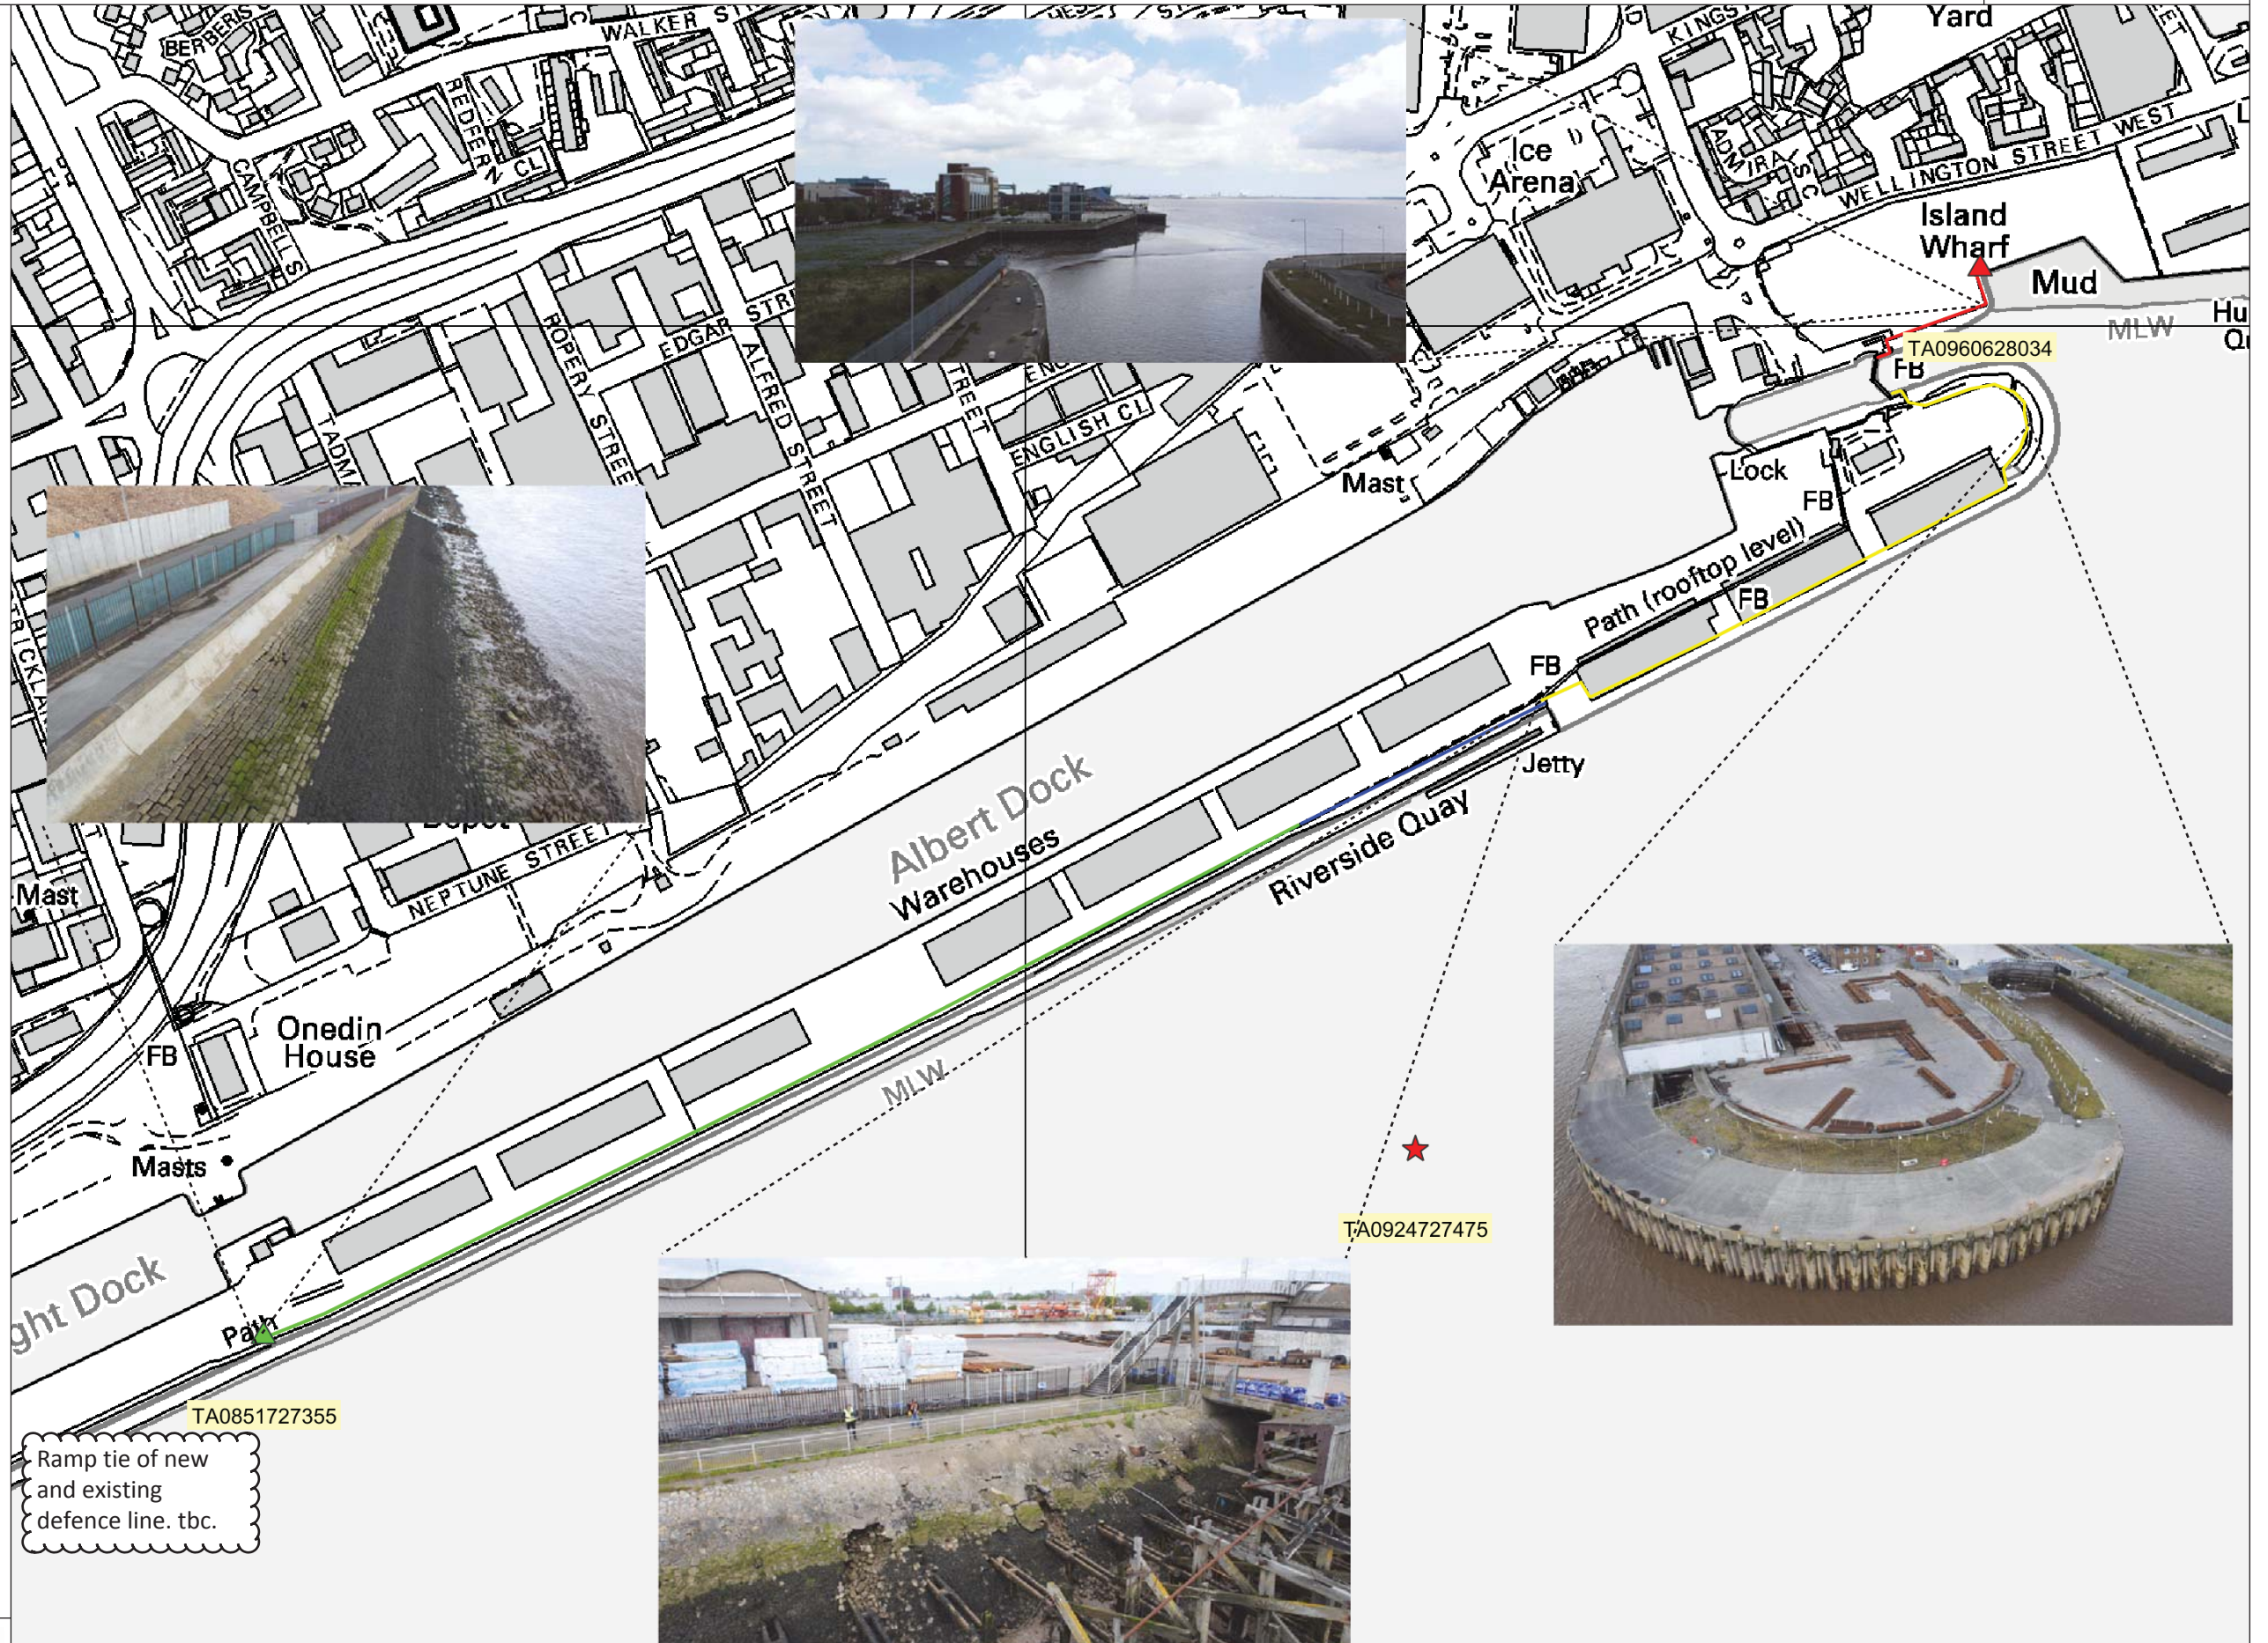 Yard
BERBERIS
WALKER
KINGS
REDFERN CL
CAMPBELLS
Ice
Arena
WELLINGTON STREET WEST
Island
Wharf
Mud
MLW
TA0960628034
FB
EDGAR
ROPERY STREE
ALFRED STREET
STREET
ENGLISH CL
Mast
Lock
FB
Path (rooftop level)
FB
FB
Jetty
Albert Dock
Warehouses
Riverside Quay
Depot
NEPTUNE STREET
Mast
Onedin
House
FB
MLW
Masts
TA0924727475
ght Dock
Path
TA0851727355
Ramp tie of new
and existing
defence line. tbc.